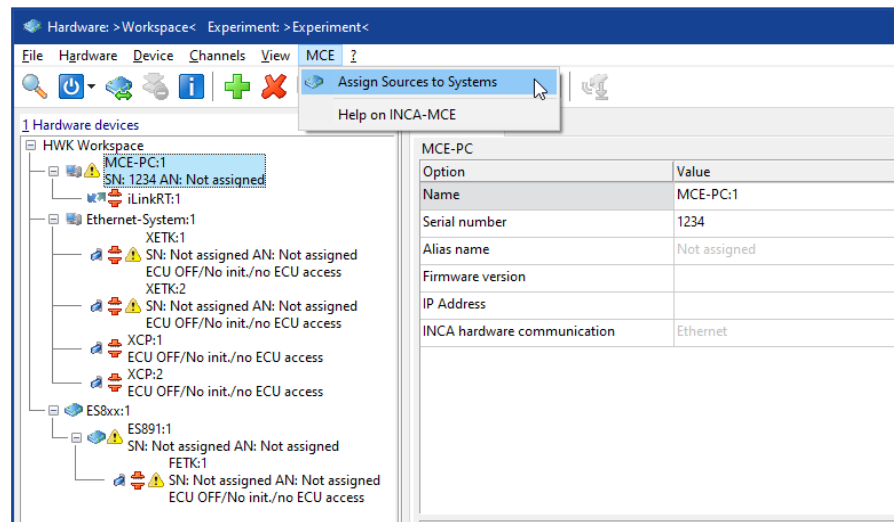 Hardware: >Workspace<   Experiment: >Experiment<
File Hardware Device Channels View MCE ?
Assign Sources to Systems
Help on INCA-MCE
1 Hardware devices
HWK Workspace
MCE-PC:1
SN: 1234 AN: Not assigned
iLinkRT:1
Ethernet-System:1
XETK:1
SN: Not assigned AN: Not assigned
ECU OFF/No init./no ECU access
XETK:2
SN: Not assigned AN: Not assigned
ECU OFF/No init./no ECU access
XCP:1
ECU OFF/No init./no ECU access
XCP:2
ECU OFF/No init./no ECU access
ES8xx:1
ES891:1
SN: Not assigned AN: Not assigned
FETK:1
SN: Not assigned AN: Not assigned
ECU OFF/No init./no ECU access
MCE-PC
Option Value
Name MCE-PC:1
Serial number 1234
Alias name Not assigned
Firmware version
IP Address
INCA hardware communication Ethernet